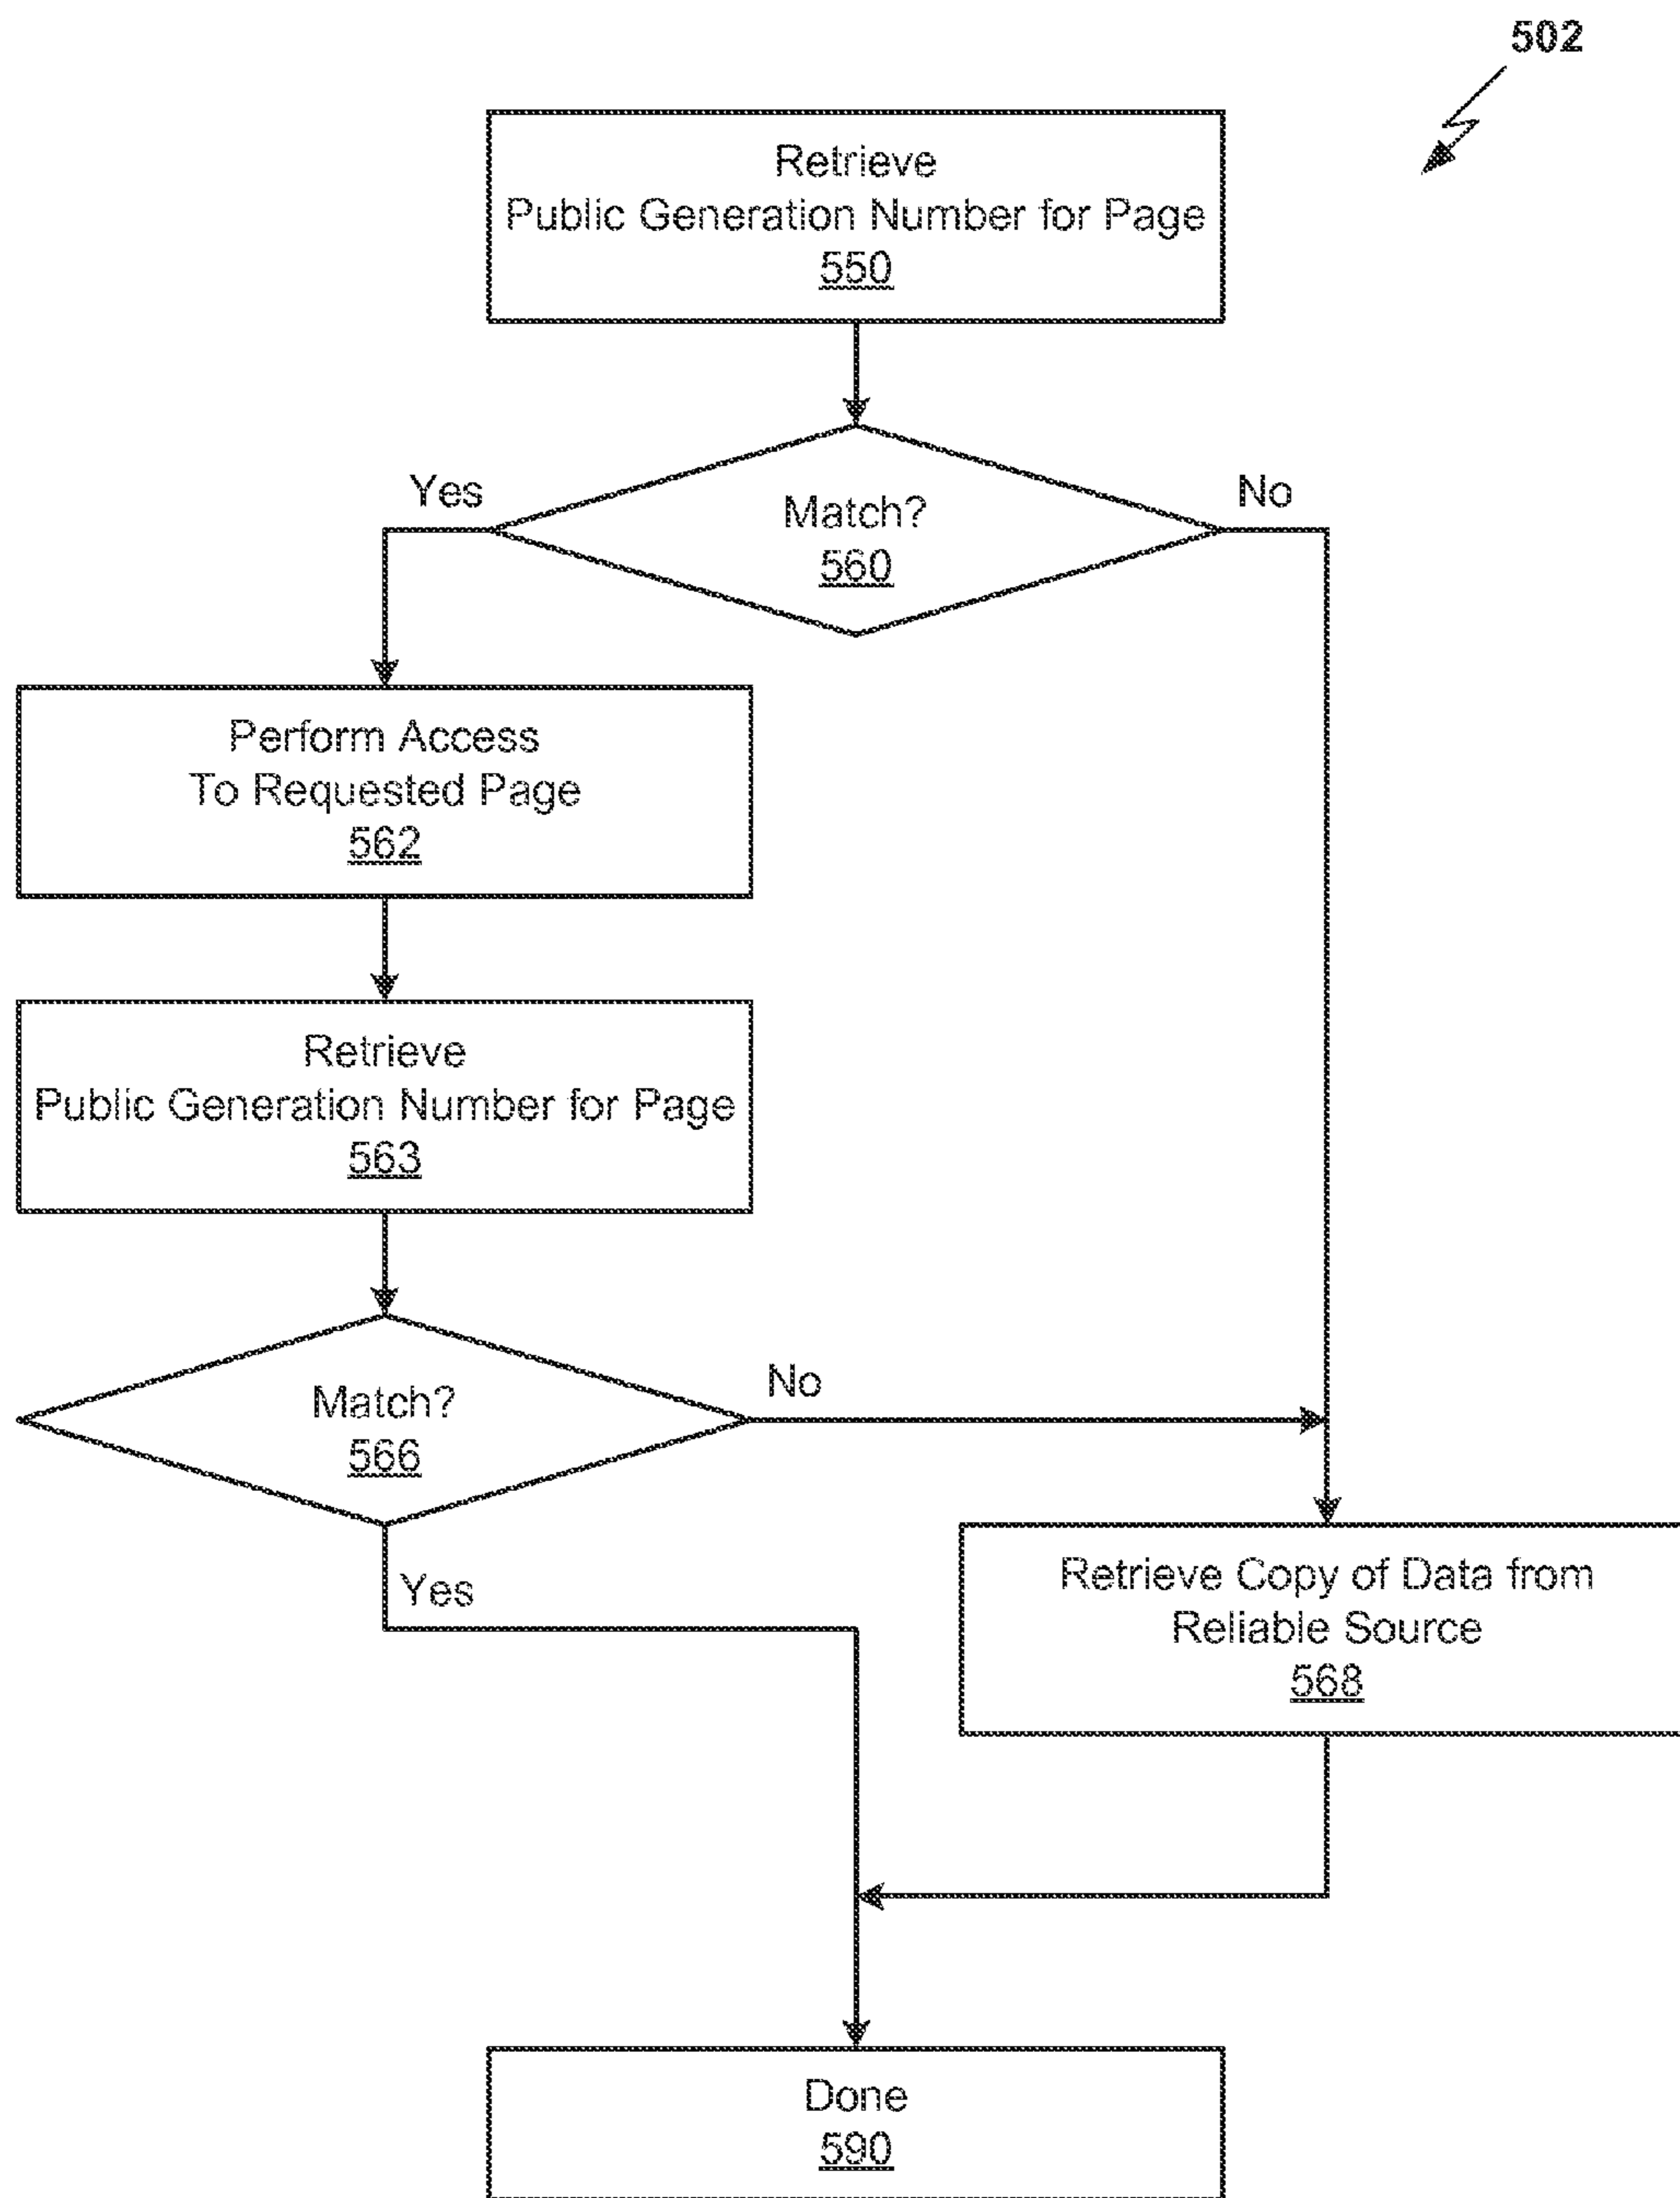 502
Retrieve
Public Generation Number for Page
550
Yes
No
Match?
560
Perform Access
To Requested Page
562
Retrieve
Public Generation Number for Page
563
No
Match?
566
Yes
Retrieve Copy of Data from
Reliable Source
568
Done
590